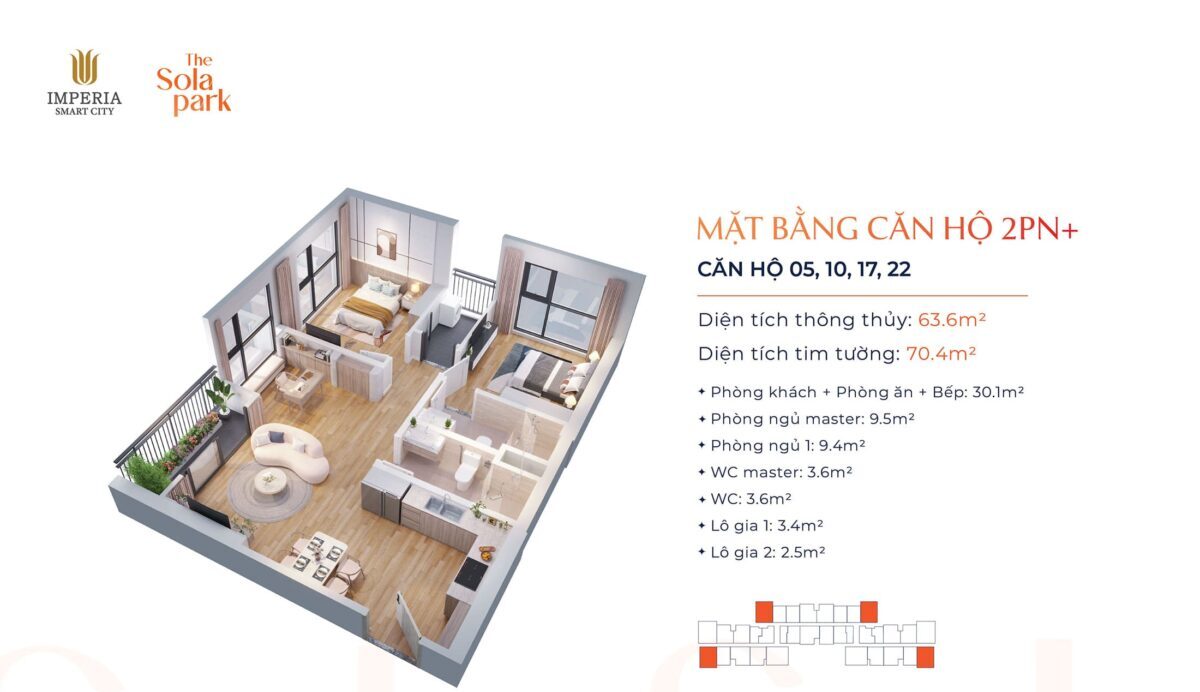 IMPERIA
SMART CITY
The
Sola
park
MẶT BẰNG CĂN HỘ 2PN+
CĂN HỘ 05, 10, 17, 22
Diện tích thông thủy: 63.6m²
Diện tích tim tường: 70.4m²
✦ Phòng khách + Phòng ăn + Bếp: 30.1m²
✦ Phòng ngủ master: 9.5m²
✦ Phòng ngủ 1: 9.4m²
✦ WC master: 3.6m²
✦ WC: 3.6m²
✦ Lô gia 1: 3.4m²
✦ Lô gia 2: 2.5m²